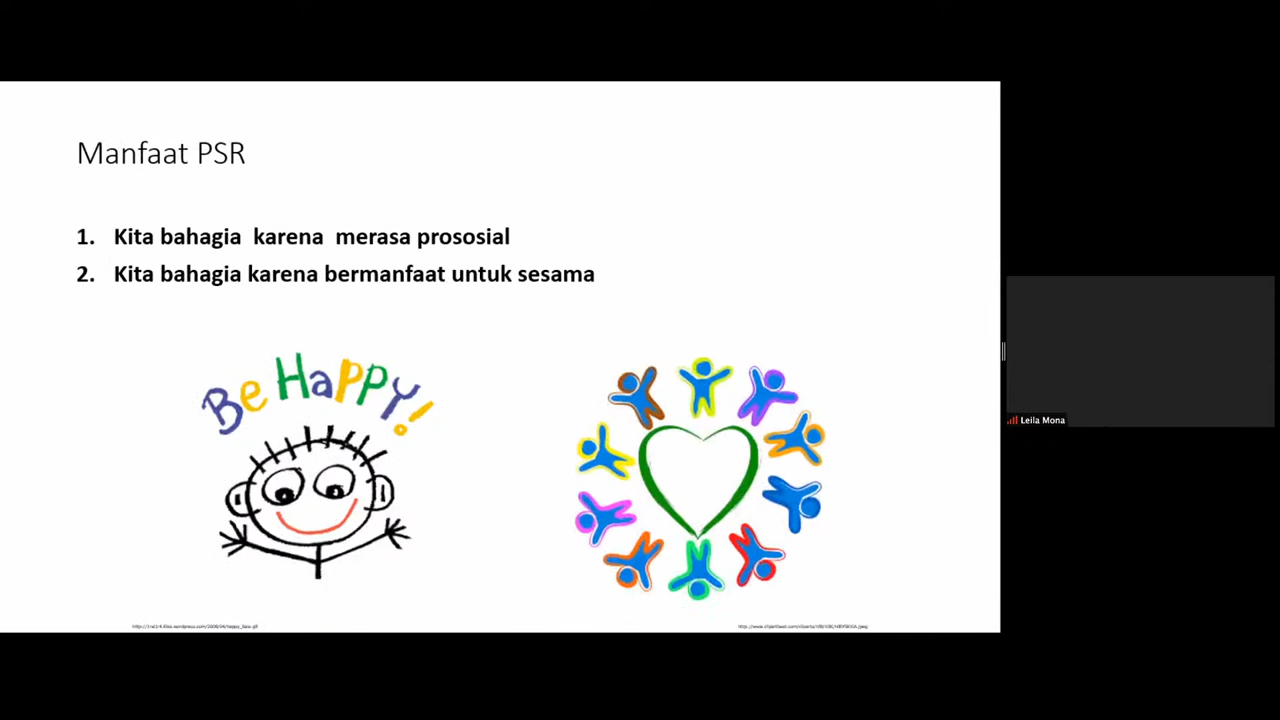 Manfaat PSR
1. Kita bahagia karena merasa prososial
2. Kita bahagia karena bermanfaat untuk sesama
Be Happy!
Leila Mona